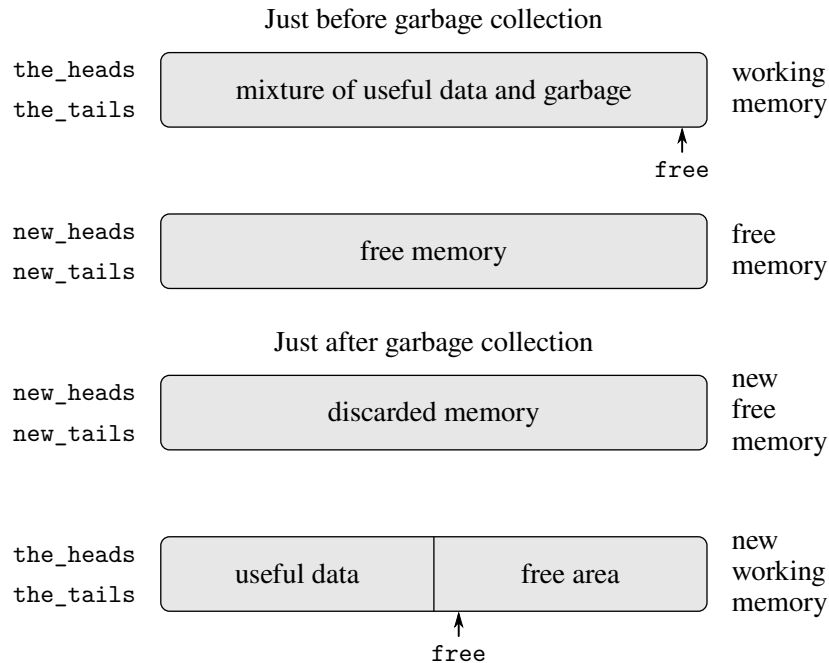 Just before garbage collection
the_heads
the_tails
mixture of useful data and garbage
working
memory
free
new_heads
new_tails
free memory
free
memory
Just after garbage collection
new_heads
new_tails
discarded memory
new
free
memory
the_heads
the_tails
useful data
free area
new
working
memory
free